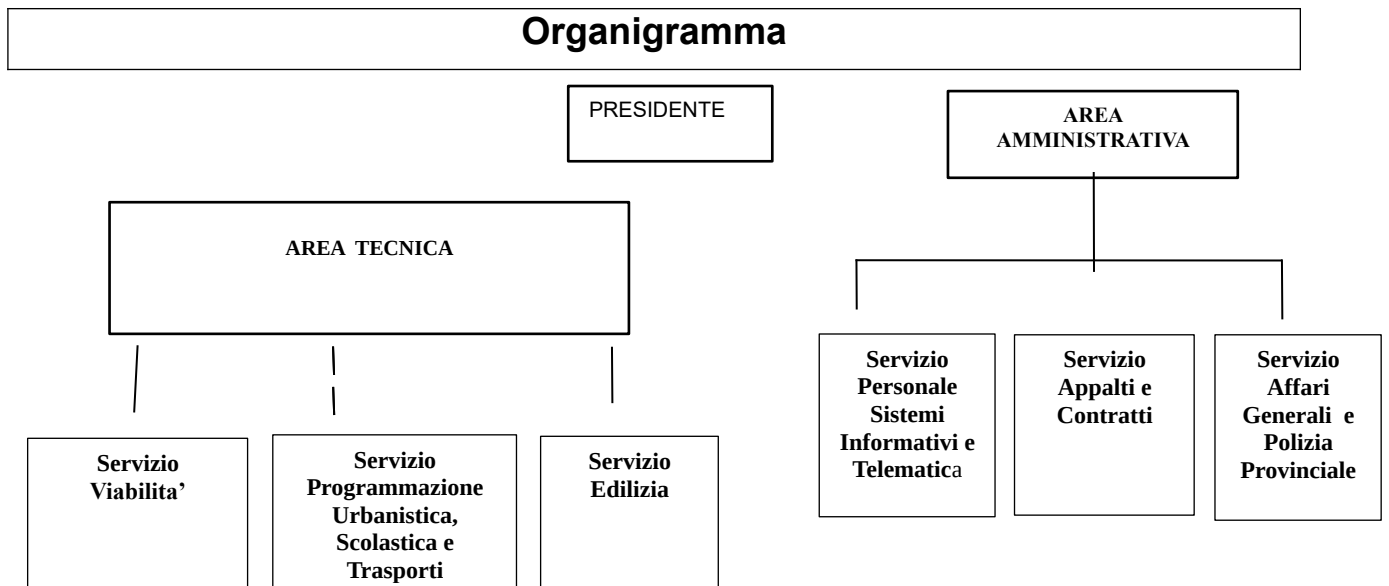 Organigramma
PRESIDENTE
AREA
AMMINISTRATIVA
AREA TECNICA
Servizio
Personale
Sistemi
Informativi e
Telematica
Servizio
Appalti e
Contratti
Servizio
Affari
Generali e
Polizia
Provinciale
Servizio
Viabilita’
Servizio
Programmazione
Urbanistica,
Scolastica e
Trasporti
Servizio
Edilizia